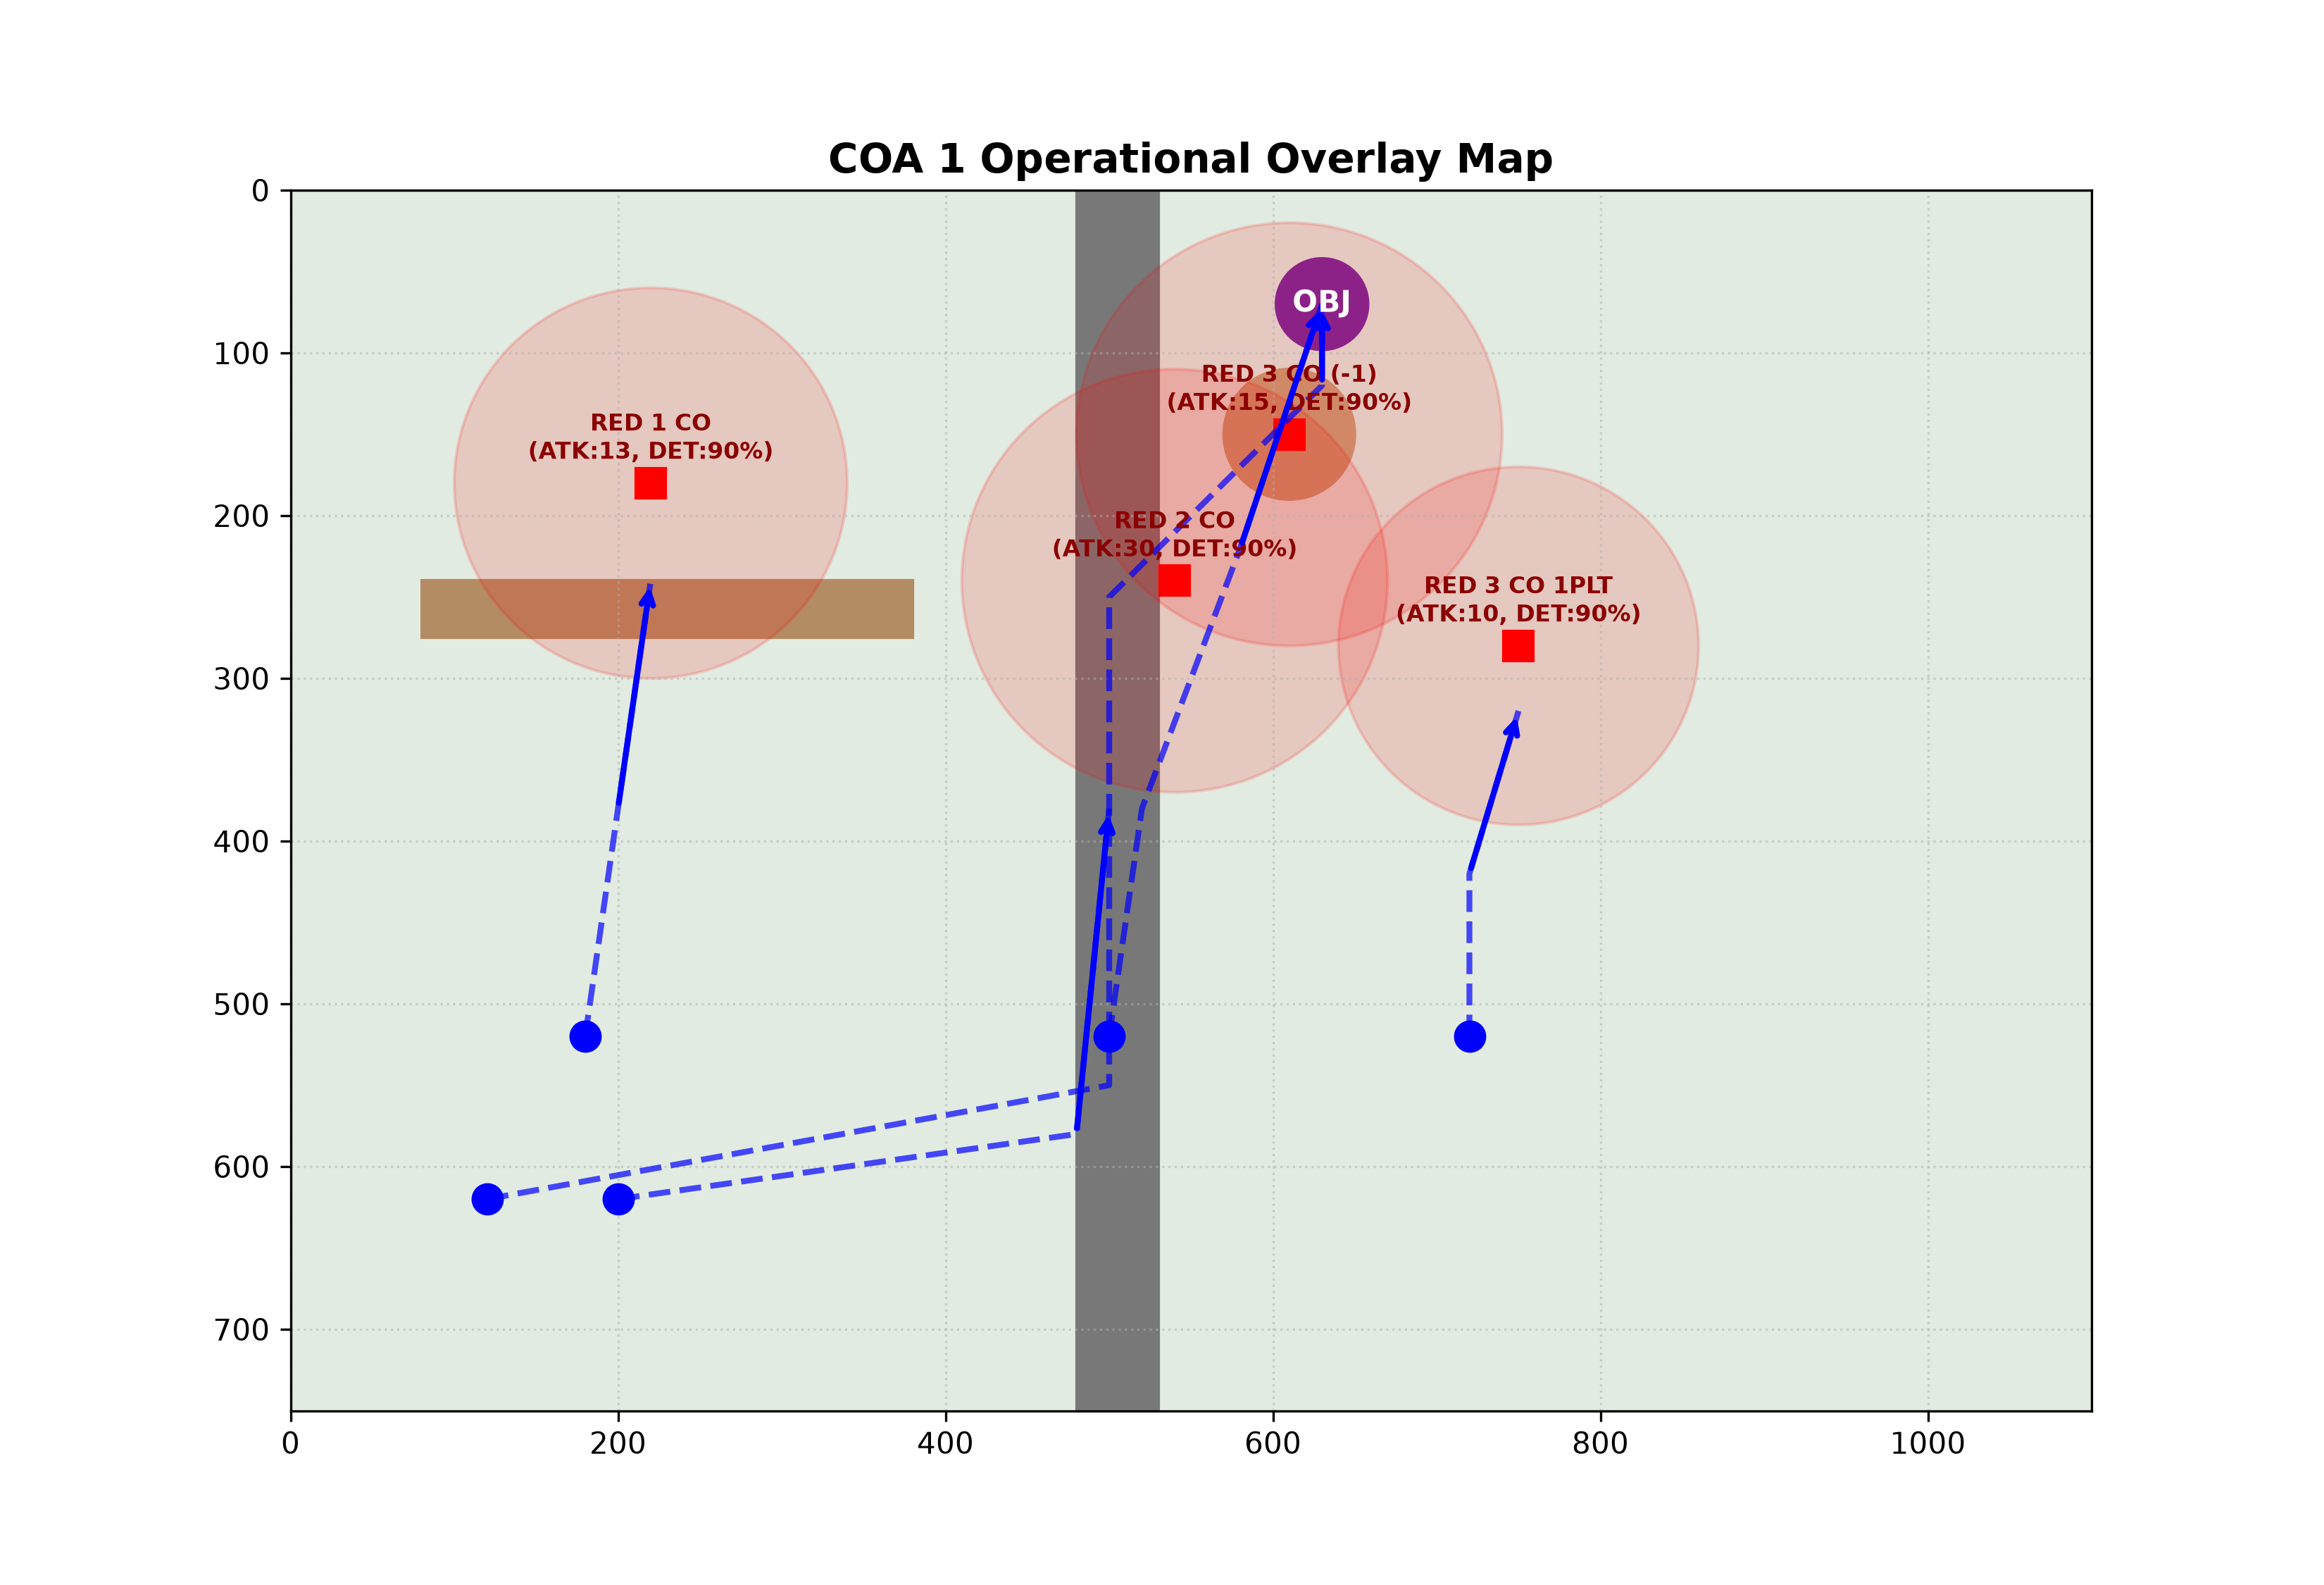 COA 1 Operational Overlay Map
0
100
200
300
400
500
600
700
OBJ
RED 3 CO (-1)
(ATK:15, DET:90%)
RED 1 CO
(ATK:13, DET:90%)
RED 2 CO
(ATK:30, DET:90%)
RED 3 CO 1PLT
(ATK:10, DET:90%)
0
200
400
600
800
1000